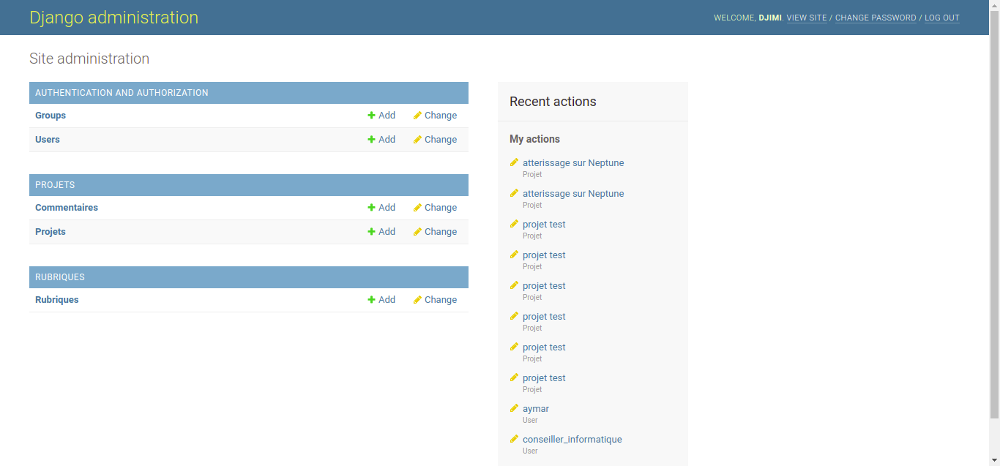 Django administration
WELCOME, DJIMI. VIEW SITE / CHANGE PASSWORD / LOG OUT
Site administration
AUTHENTICATION AND AUTHORIZATION
Groups Add Change
Users Add Change
PROJETS
Commentaires Add Change
Projets Add Change
RUBRIQUES
Rubriques Add Change
Recent actions
My actions
atterissage sur Neptune
Projet
atterissage sur Neptune
Projet
projet test
Projet
projet test
Projet
projet test
Projet
projet test
Projet
projet test
Projet
projet test
Projet
aymar
User
conseiller_informatique
User